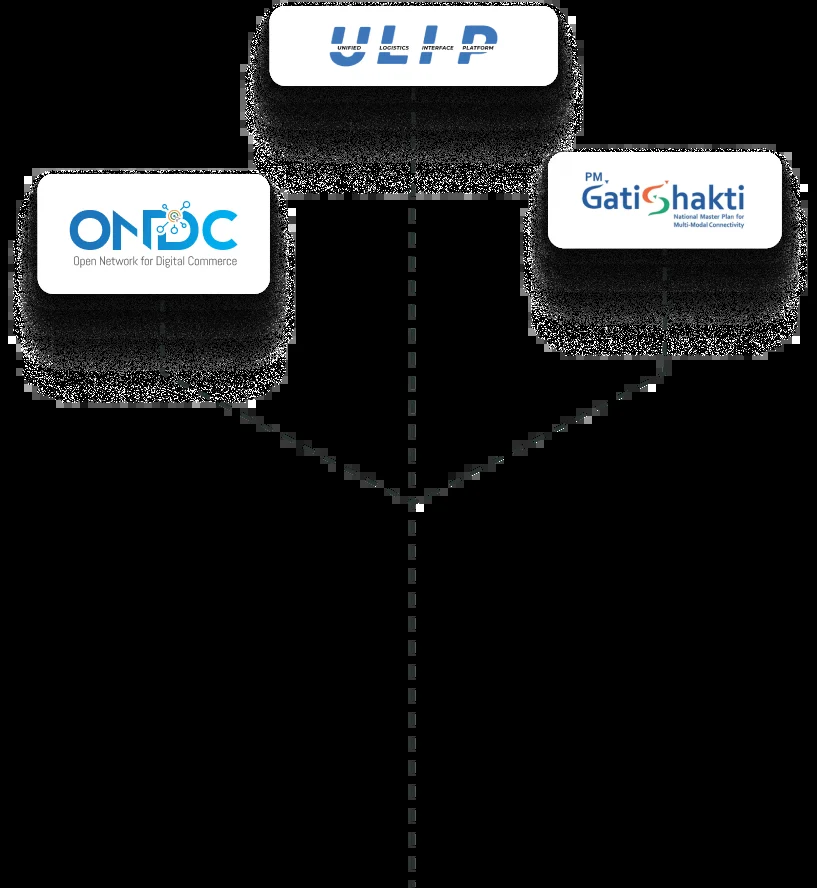 ULIP
UNIFIED LOGISTICS INTERFACE PLATFORM
ONDC
Open Network for Digital Commerce
PM
GatiShakti
National Master Plan for
Multi-Modal Connectivity